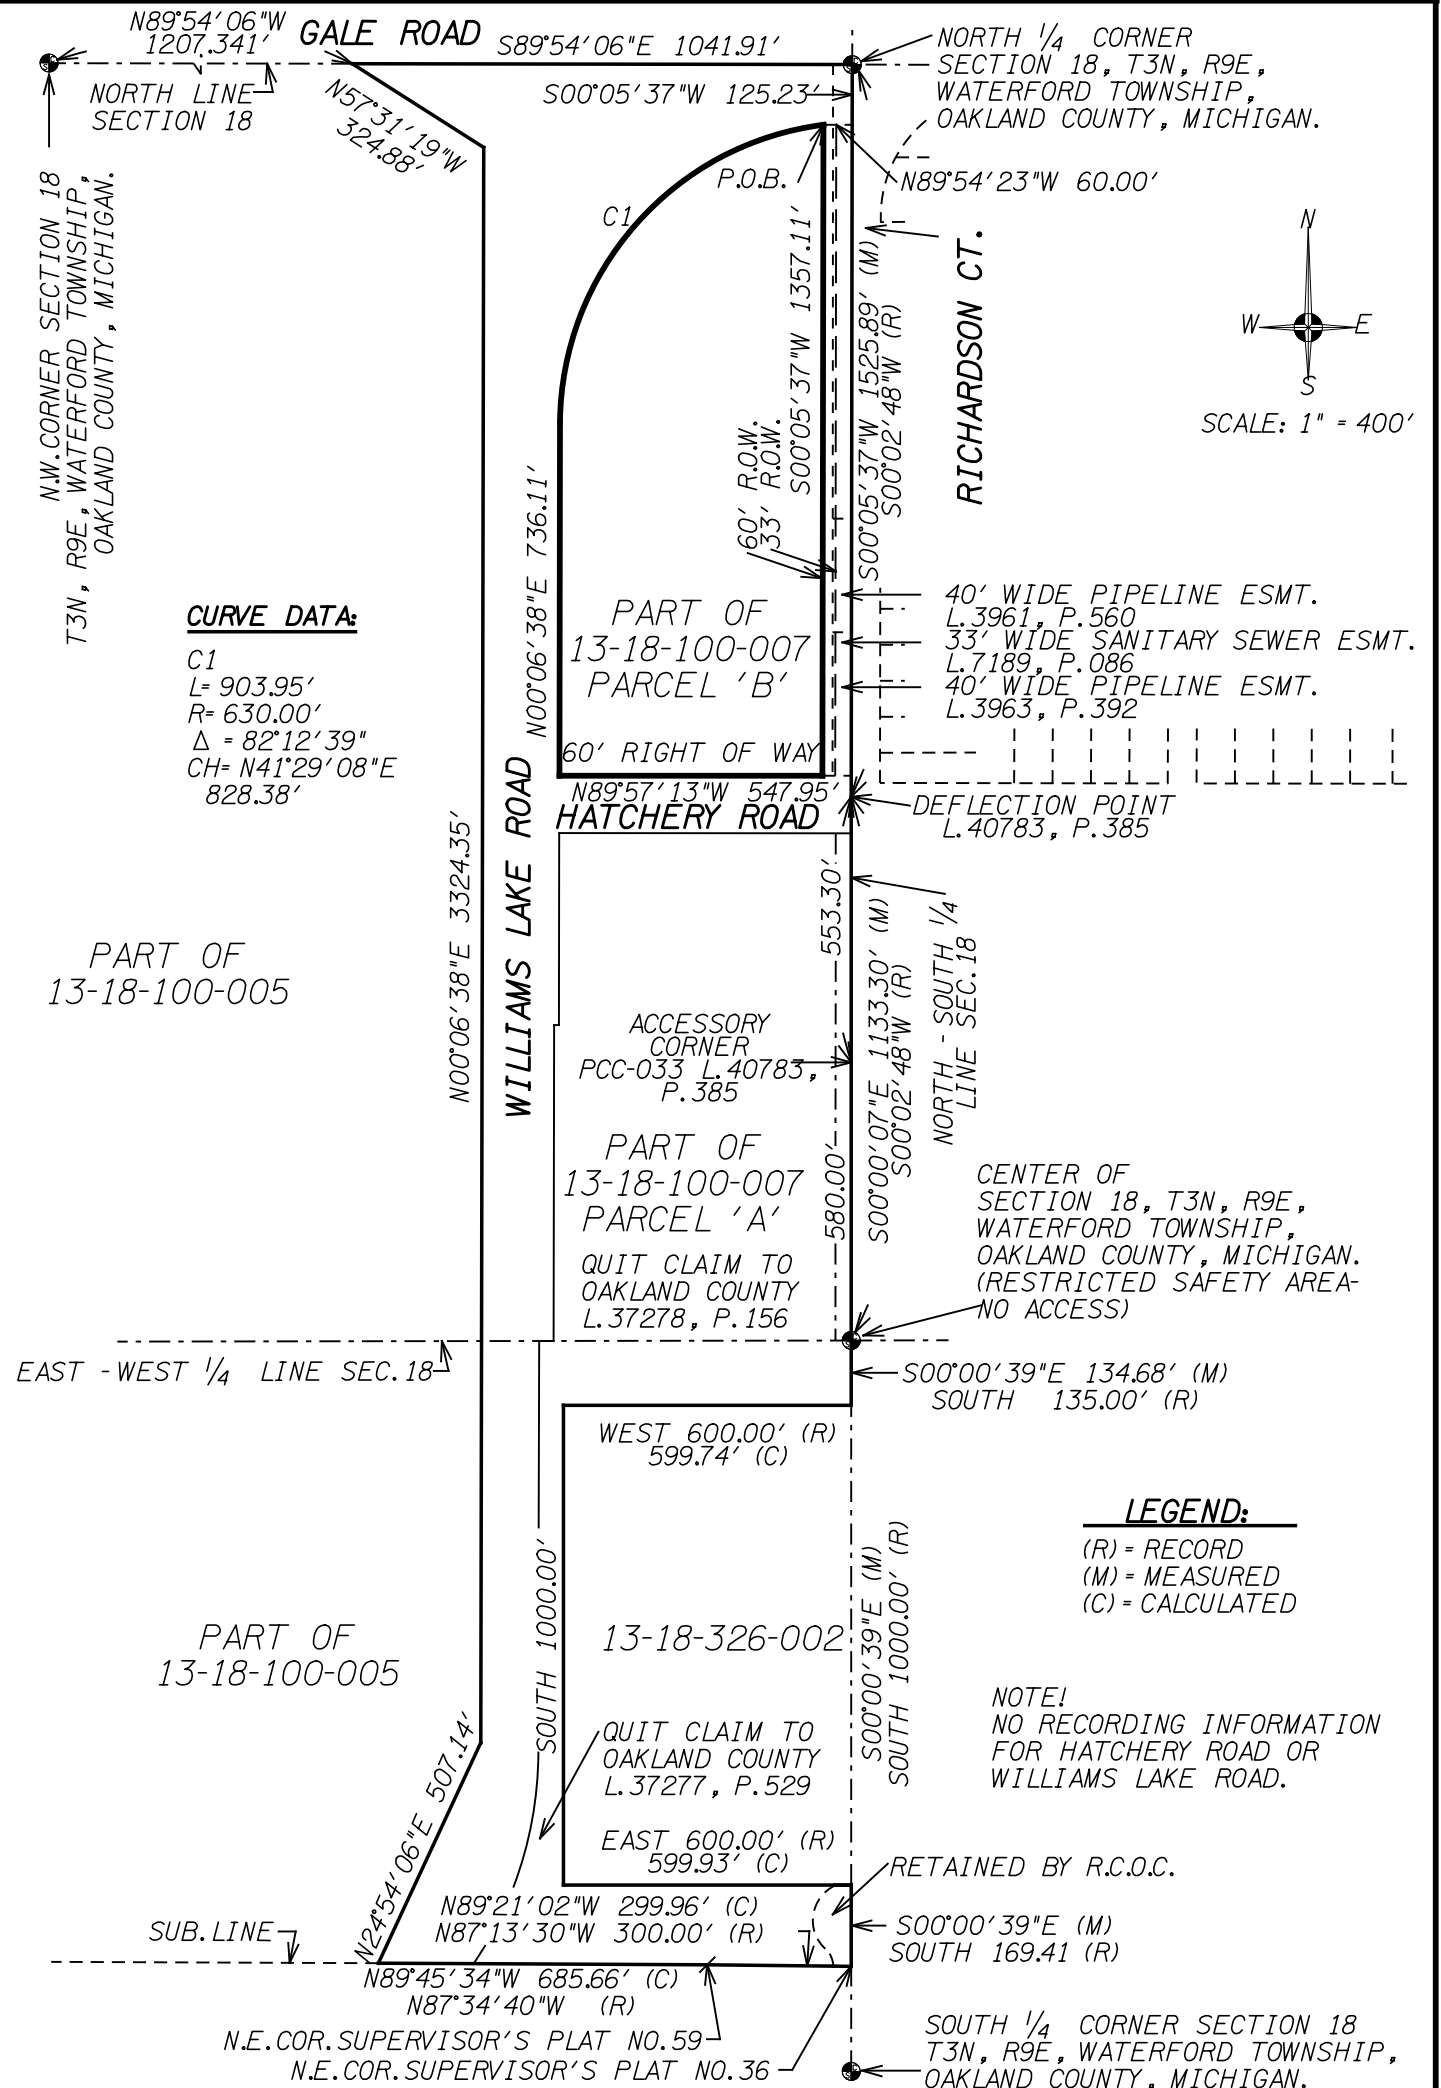 N89°54'06"W
1207.341'
GALE ROAD
S89°54'06"E 1041.91'
NORTH 1/4 CORNER
SECTION 18, T3N, R9E,
WATERFORD TOWNSHIP,
OAKLAND COUNTY, MICHIGAN.
NORTH LINE
SECTION 18
N57°31'19"W
324.88'
S00°05'37"W 125.23'
P.O.B.
N89°54'23"W 60.00'
N.W. CORNER SECTION 18
T3N, R9E, WATERFORD TOWNSHIP,
OAKLAND COUNTY, MICHIGAN.
C1
S00°05'37"W 1357.11'
S00°05'37"W 1525.89' (M)
S00°02'48"W (R)
RICHARDSON CT.
N
W
E
S
SCALE: 1" = 400'
60' R.O.W.
33' R.O.W.
N00°06'38"E 736.11'
CURVE DATA:
C1
L= 903.95'
R= 630.00'
Δ = 82°12'39"
CH= N41°29'08"E
828.38'
PART OF
13-18-100-007
PARCEL 'B'
40' WIDE PIPELINE ESMT.
L.3961, P.560
33' WIDE SANITARY SEWER ESMT.
L.7189, P.086
40' WIDE PIPELINE ESMT.
L.3963, P.392
60' RIGHT OF WAY
N89°57'13"W 547.95'
HATCHERY ROAD
DEFLECTION POINT
L.40783, P.385
N00°06'38"E 3324.35'
WILLIAMS LAKE ROAD
553.30'
PART OF
13-18-100-005
ACCESSORY
CORNER
PCC-033 L.40783,
P.385
S00°00'07"E 1133.30' (M)
S00°02'48"W (R)
NORTH - SOUTH 1/4
LINE SEC.18
PART OF
13-18-100-007
PARCEL 'A'
580.00'
QUIT CLAIM TO
OAKLAND COUNTY
L.37278, P.156
CENTER OF
SECTION 18, T3N, R9E,
WATERFORD TOWNSHIP,
OAKLAND COUNTY, MICHIGAN.
(RESTRICTED SAFETY AREA-
NO ACCESS)
EAST - WEST 1/4 LINE SEC.18
S00°00'39"E 134.68' (M)
SOUTH 135.00' (R)
WEST 600.00' (R)
599.74' (C)
LEGEND:
(R) = RECORD
(M) = MEASURED
(C) = CALCULATED
SOUTH 1000.00'
13-18-326-002
S00°00'39"E (M)
SOUTH 1000.00' (R)
PART OF
13-18-100-005
NOTE!
NO RECORDING INFORMATION
FOR HATCHERY ROAD OR
WILLIAMS LAKE ROAD.
QUIT CLAIM TO
OAKLAND COUNTY
L.37277, P.529
N24°54'06"E 507.14'
EAST 600.00' (R)
599.93' (C)
RETAINED BY R.C.O.C.
N89°21'02"W 299.96' (C)
N87°13'30"W 300.00' (R)
SUB. LINE
S00°00'39"E (M)
SOUTH 169.41 (R)
N89°45'34"W 685.66' (C)
N87°34'40"W (R)
N.E. COR. SUPERVISOR'S PLAT NO.59
N.E. COR. SUPERVISOR'S PLAT NO.36
SOUTH 1/4 CORNER SECTION 18
T3N, R9E, WATERFORD TOWNSHIP,
OAKLAND COUNTY, MICHIGAN.